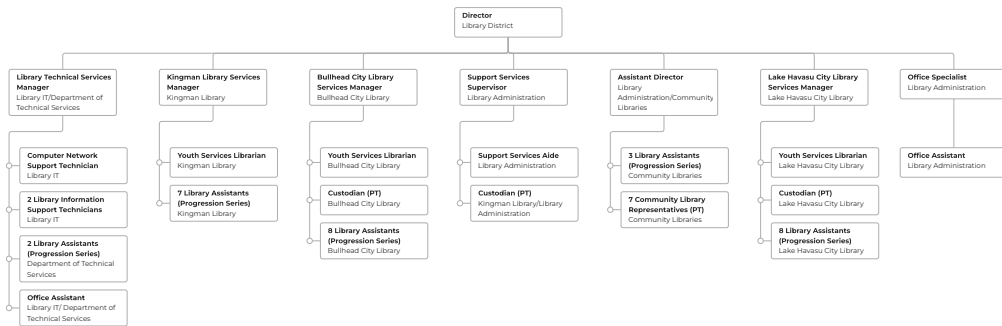 Director
Library District
Library Technical Services
Manager
Library IT/Department of
Technical Services
Kingman Library Services
Manager
Kingman Library
Bullhead City Library
Services Manager
Bullhead City Library
Support Services
Supervisor
Library Administration
Assistant Director
Library
Administration/Community
Libraries
Lake Havasu City Library
Services Manager
Lake Havasu City Library
Office Specialist
Library Administration
Computer Network
Support Technician
Library IT
2 Library Information
Support Technicians
Library IT
2 Library Assistants
(Progression Series)
Department of Technical
Services
Office Assistant
Library IT/ Department of
Technical Services
Youth Services Librarian
Kingman Library
7 Library Assistants
(Progression Series)
Kingman Library
Youth Services Librarian
Bullhead City Library
Custodian (PT)
Bullhead City Library
8 Library Assistants
(Progression Series)
Bullhead City Library
Support Services Aide
Library Administration
Custodian (PT)
Kingman Library/Library
Administration
3 Library Assistants
(Progression Series)
Community Libraries
7 Community Library
Representatives (PT)
Community Libraries
Youth Services Librarian
Lake Havasu City Library
Custodian (PT)
Lake Havasu City Library
8 Library Assistants
(Progression Series)
Lake Havasu City Library
Office Assistant
Library Administration